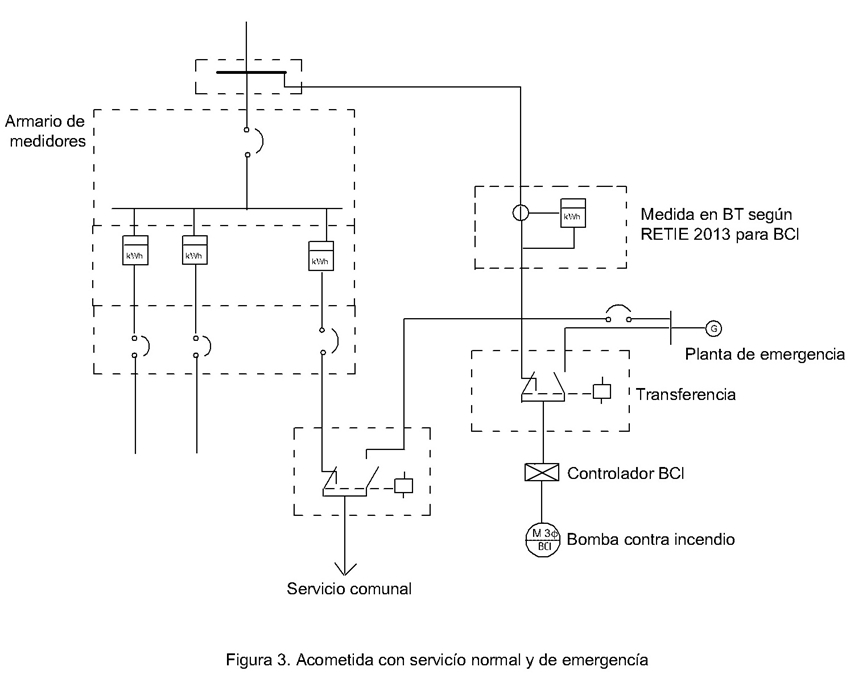 Armario de
medidores
kWh
Medida en BT según
RETIE 2013 para BCI
kWh
kWh
kWh
G
Planta de emergencia
Transferencia
Controlador BCI
M 3ϕ
BCI
Bomba contra incendio
Servicio comunal
Figura 3. Acometida con servicío normal y de emergencía